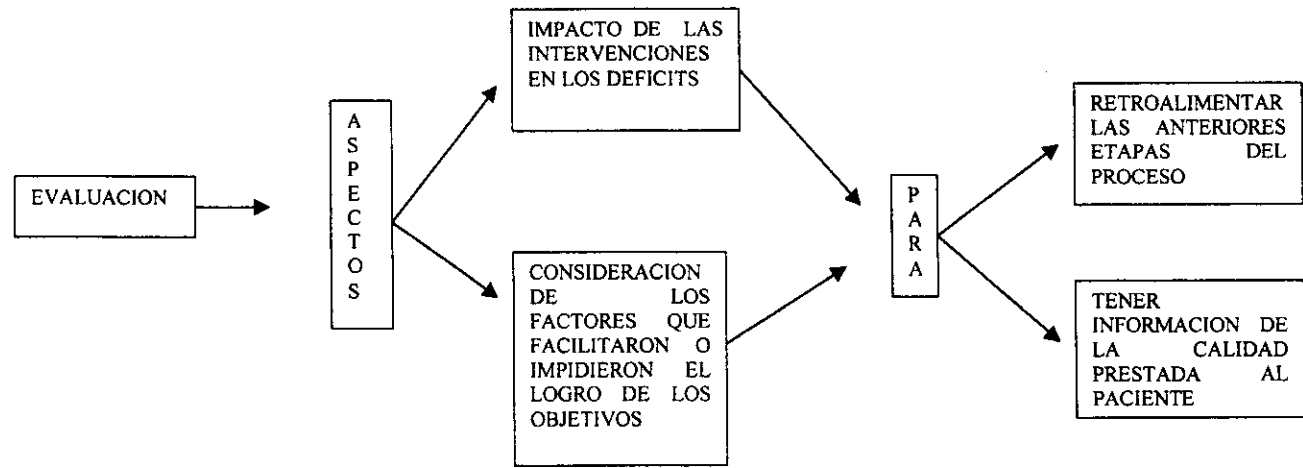 EVALUACION
A
S
P
E
C
T
O
S
IMPACTO DE LAS
INTERVENCIONES
EN LOS DEFICITS
CONSIDERACION
DE LOS
FACTORES QUE
FACILITARON O
IMPIDIERON EL
LOGRO DE LOS
OBJETIVOS
P
A
R
A
RETROALIMENTAR
LAS ANTERIORES
ETAPAS DEL
PROCESO
TENER
INFORMACION DE
LA CALIDAD
PRESTADA AL
PACIENTE